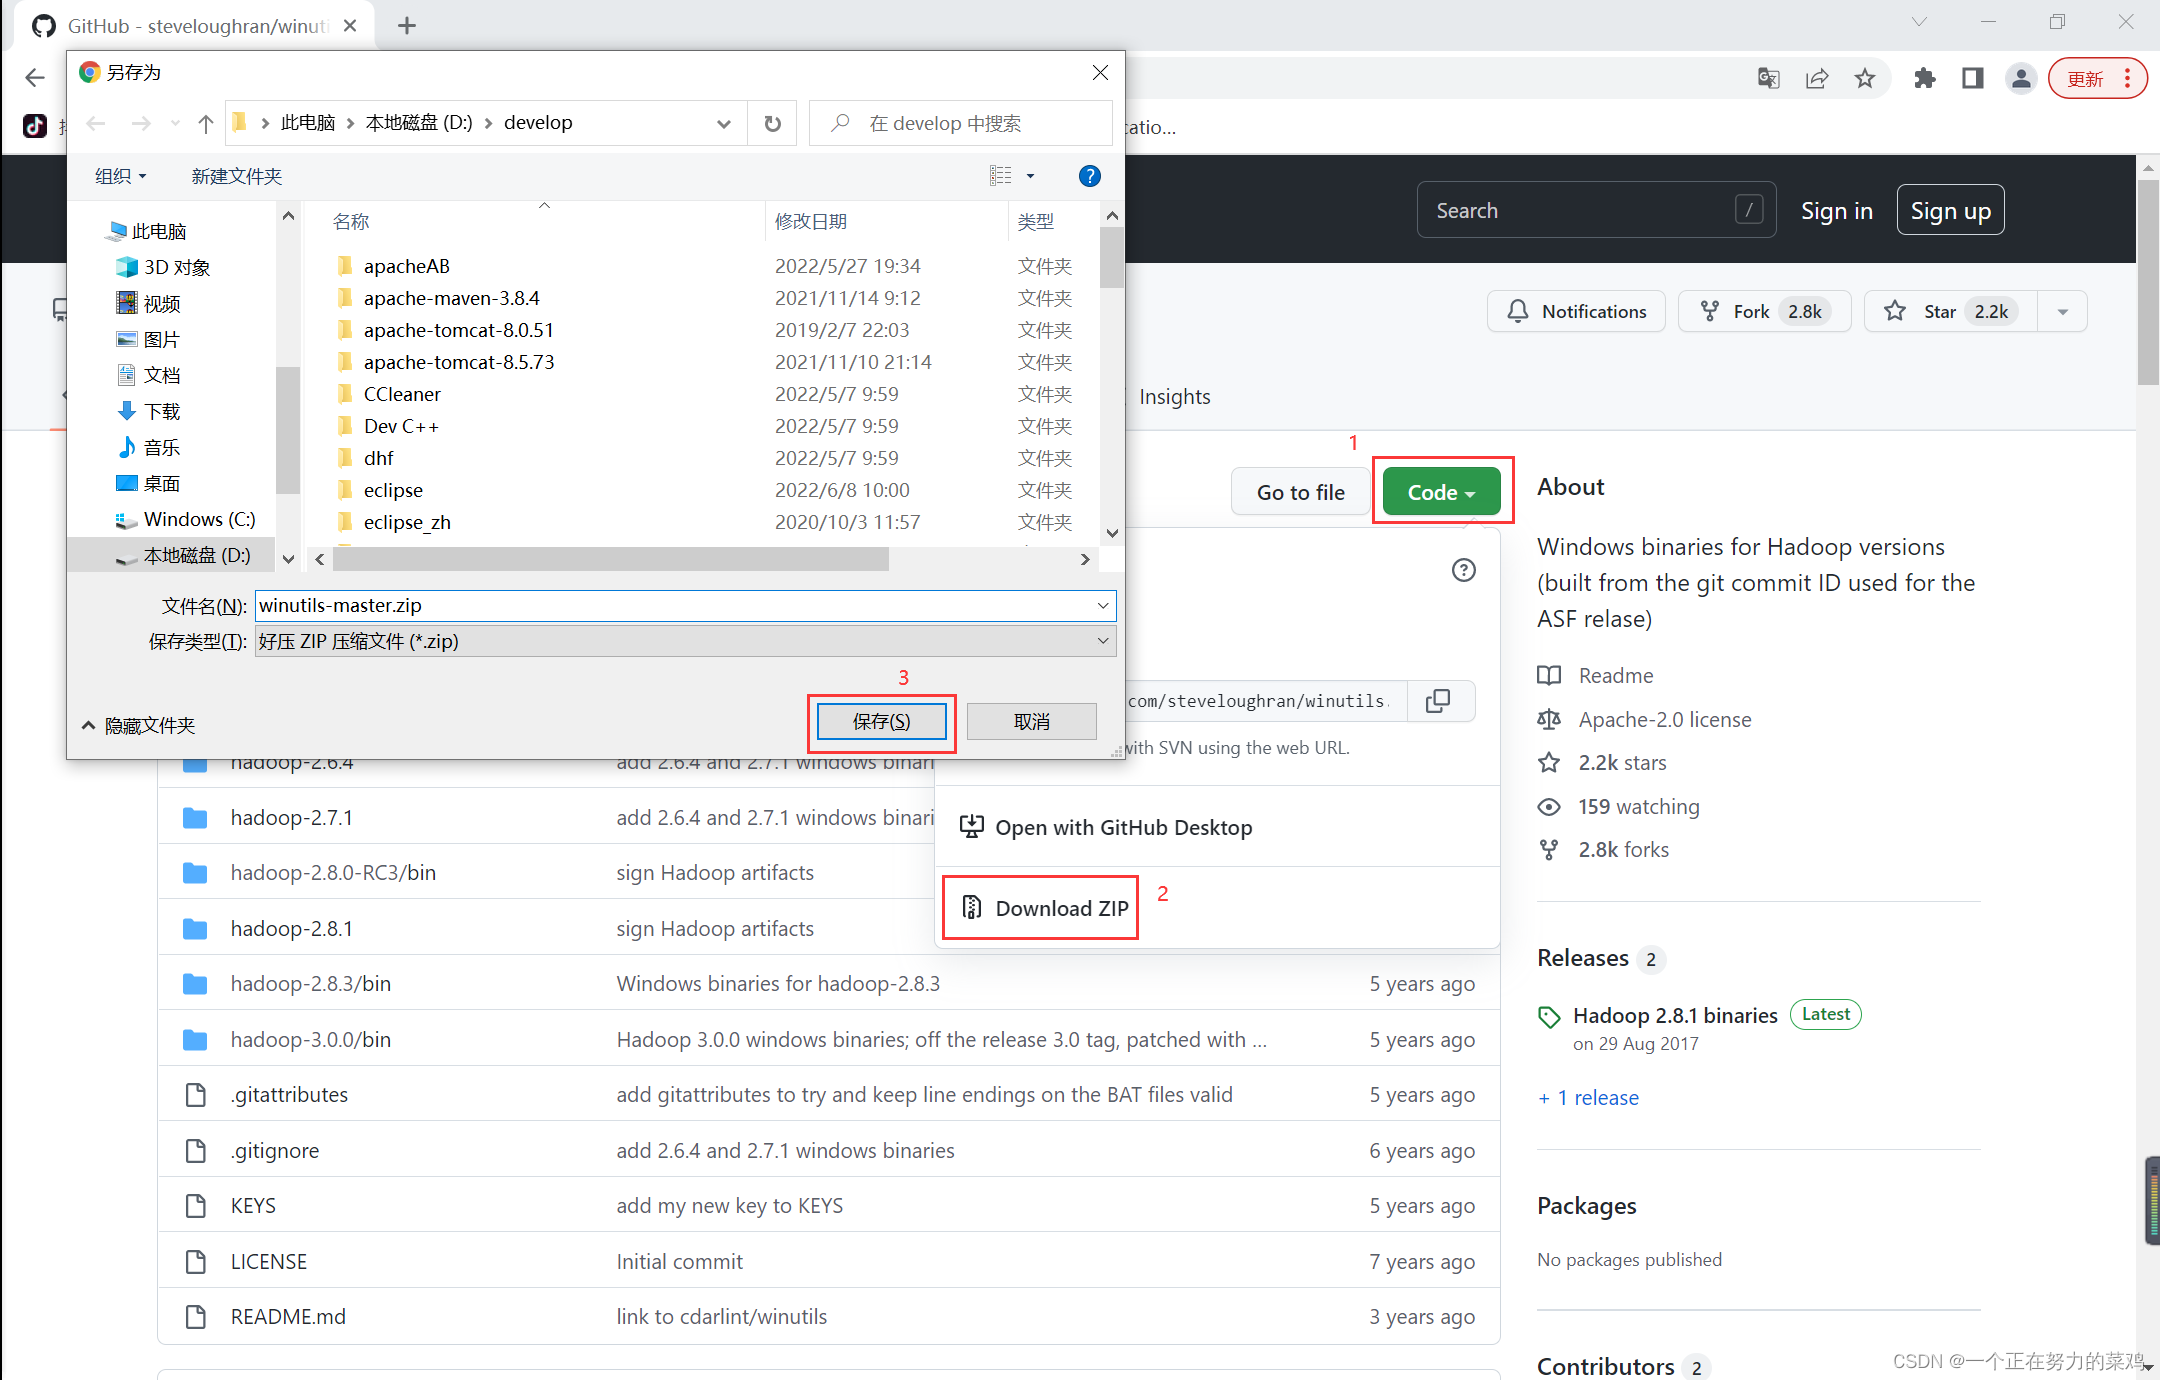 GitHub - steveloughran/winuti
更新
另存为
此电脑 本地磁盘 (D:) develop
在 develop 中搜索
catio...
组织 新建文件夹
?
Search /
Sign in
Sign up
名称 修改日期 类型
此电脑
3D 对象
视频
图片
文档
下载
音乐
桌面
Windows (C:)
本地磁盘 (D:)
apacheAB 2022/5/27 19:34 文件夹
apache-maven-3.8.4 2021/11/14 9:12 文件夹
apache-tomcat-8.0.51 2019/2/7 22:03 文件夹
apache-tomcat-8.5.73 2021/11/10 21:14 文件夹
CCleaner 2022/5/7 9:59 文件夹
Dev C++ 2022/5/7 9:59 文件夹
dhf 2022/5/7 9:59 文件夹
eclipse 2022/6/8 10:00 文件夹
eclipse_zh 2020/10/3 11:57 文件夹
文件名(N): winutils-master.zip
保存类型(T): 好压 ZIP 压缩文件 (*.zip)
3
隐藏文件夹
保存(S) 取消
Notifications
Fork 2.8k
Star 2.2k
Insights
1
Go to file
Code
com/steveloughran/winutils.
with SVN using the web URL.
Open with GitHub Desktop
Download ZIP
2
hadoop-2.6.4 add 2.6.4 and 2.7.1 windows binari
hadoop-2.7.1 add 2.6.4 and 2.7.1 windows binari
hadoop-2.8.0-RC3/bin sign Hadoop artifacts
hadoop-2.8.1 sign Hadoop artifacts
hadoop-2.8.3/bin Windows binaries for hadoop-2.8.3 5 years ago
hadoop-3.0.0/bin Hadoop 3.0.0 windows binaries; off the release 3.0 tag, patched with ... 5 years ago
.gitattributes add gitattributes to try and keep line endings on the BAT files valid 5 years ago
.gitignore add 2.6.4 and 2.7.1 windows binaries 6 years ago
KEYS add my new key to KEYS 5 years ago
LICENSE Initial commit 7 years ago
README.md link to cdarlint/winutils 3 years ago
About
Windows binaries for Hadoop versions
(built from the git commit ID used for the
ASF relase)
Readme
Apache-2.0 license
2.2k stars
159 watching
2.8k forks
Releases 2
Hadoop 2.8.1 binaries Latest
on 29 Aug 2017
+ 1 release
Packages
No packages published
Contributors 2
CSDN @一个正在努力的菜鸡